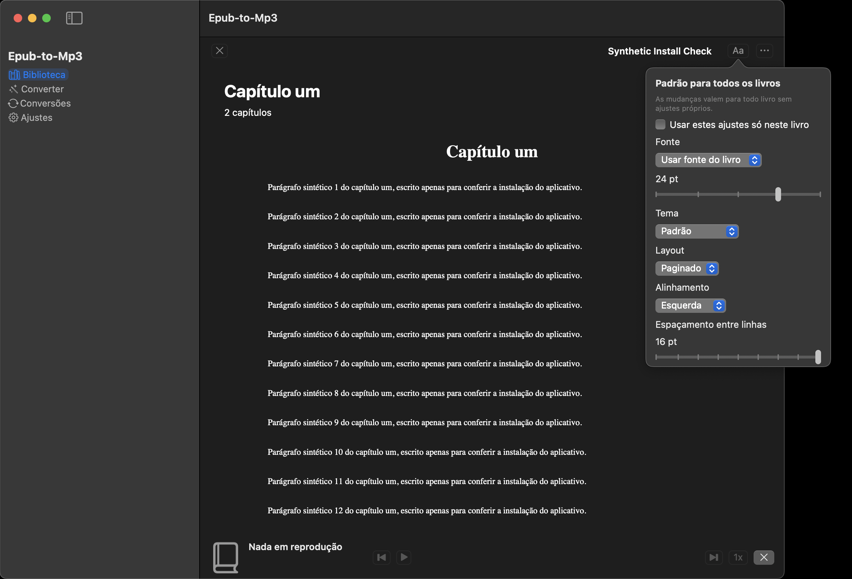 Epub-to-Mp3
Epub-to-Mp3
Biblioteca
Converter
Conversões
Ajustes
Synthetic Install Check
Aa
Capítulo um
2 capítulos
Capítulo um
Parágrafo sintético 1 do capítulo um, escrito apenas para conferir a instalação do aplicativo.
Parágrafo sintético 2 do capítulo um, escrito apenas para conferir a instalação do aplicativo.
Parágrafo sintético 3 do capítulo um, escrito apenas para conferir a instalação do aplicativo.
Parágrafo sintético 4 do capítulo um, escrito apenas para conferir a instalação do aplicativo.
Parágrafo sintético 5 do capítulo um, escrito apenas para conferir a instalação do aplicativo.
Parágrafo sintético 6 do capítulo um, escrito apenas para conferir a instalação do aplicativo.
Parágrafo sintético 7 do capítulo um, escrito apenas para conferir a instalação do aplicativo.
Parágrafo sintético 8 do capítulo um, escrito apenas para conferir a instalação do aplicativo.
Parágrafo sintético 9 do capítulo um, escrito apenas para conferir a instalação do aplicativo.
Parágrafo sintético 10 do capítulo um, escrito apenas para conferir a instalação do aplicativo.
Parágrafo sintético 11 do capítulo um, escrito apenas para conferir a instalação do aplicativo.
Parágrafo sintético 12 do capítulo um, escrito apenas para conferir a instalação do aplicativo.
Padrão para todos os livros
As mudanças valem para todo livro sem
ajustes próprios.
Usar estes ajustes só neste livro
Fonte
Usar fonte do livro
24 pt
Tema
Padrão
Layout
Paginado
Alinhamento
Esquerda
Espaçamento entre linhas
16 pt
Nada em reprodução
1x